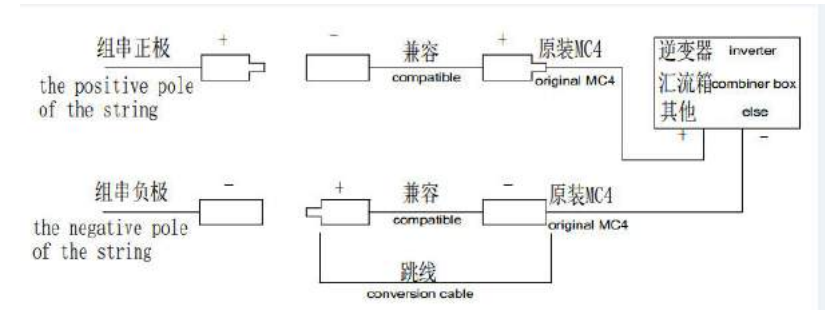 组串正极 + - 兼容 + 原装MC4 逆变器 inverter
the positive pole compatible original MC4 汇流箱 combiner box
of the string 其他 else
+ -
组串负极 - + 兼容 - 原装MC4
the negative pole compatible original MC4
of the string
跳线
conversion cable